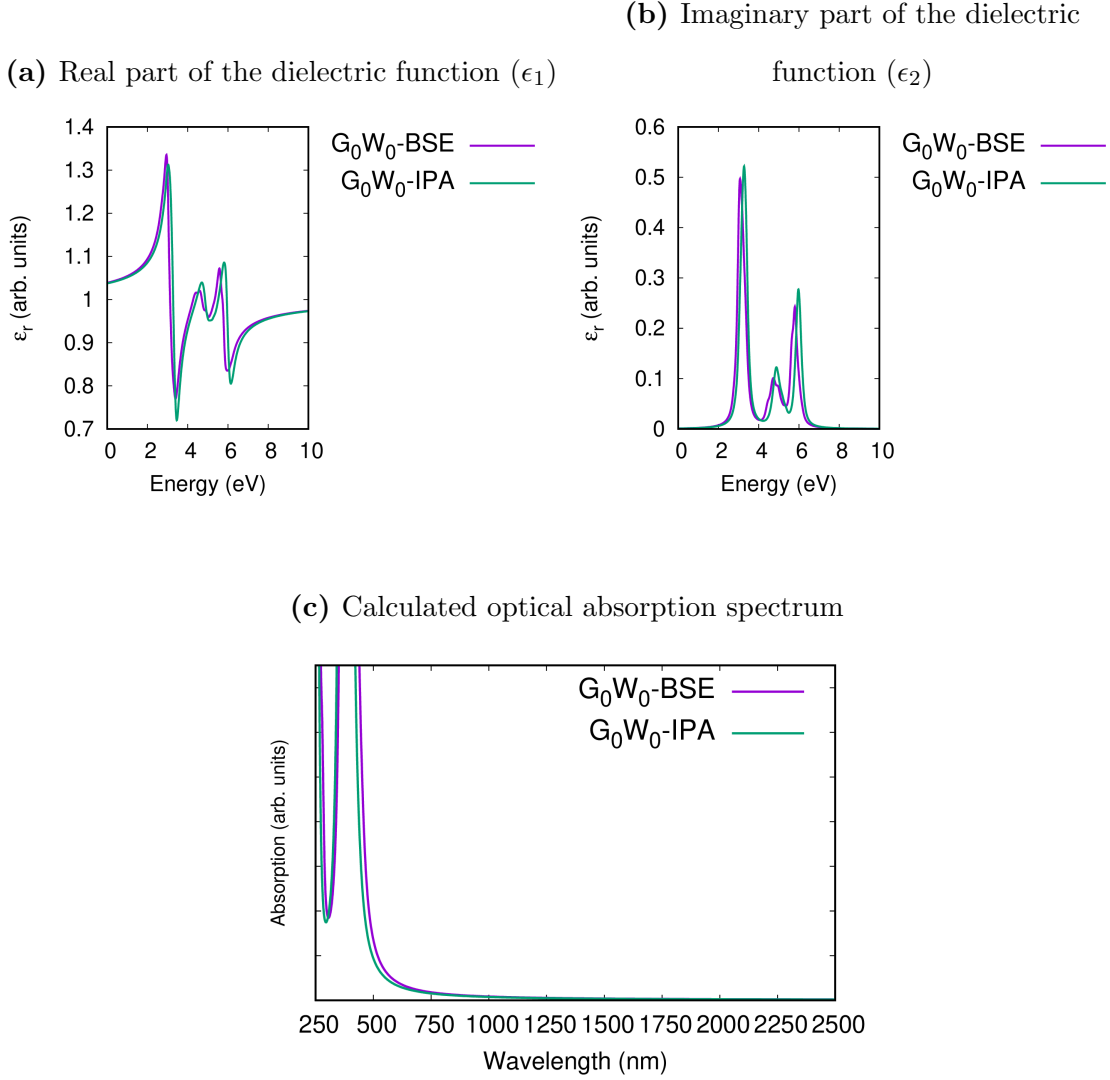 (a) Real part of the dielectric function (ϵ₁)
1.4
1.3
1.2
1.1
1
0.9
0.8
0.7
0 2 4 6 8 10
εᵣ (arb. units)
Energy (eV)
G₀W₀-BSE
G₀W₀-IPA
(b) Imaginary part of the dielectric
function (ϵ₂)
0.6
0.5
0.4
0.3
0.2
0.1
0
0 2 4 6 8 10
εᵣ (arb. units)
Energy (eV)
G₀W₀-BSE
G₀W₀-IPA
(c) Calculated optical absorption spectrum
G₀W₀-BSE
G₀W₀-IPA
Absorption (arb. units)
250 500 750 1000 1250 1500 1750 2000 2250 2500
Wavelength (nm)